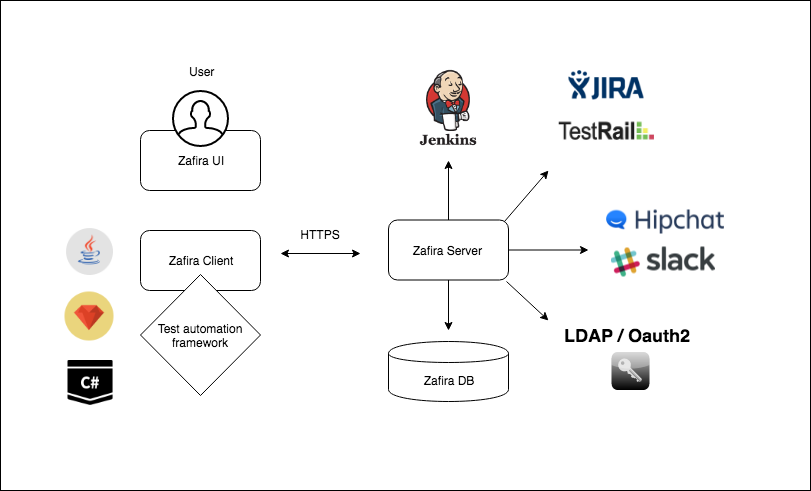 User
Zafira UI
Jenkins
JIRA
TestRail
HTTPS
Zafira Client
Zafira Server
Hipchat
slack
Test automation
framework
C#
LDAP / Oauth2
Zafira DB